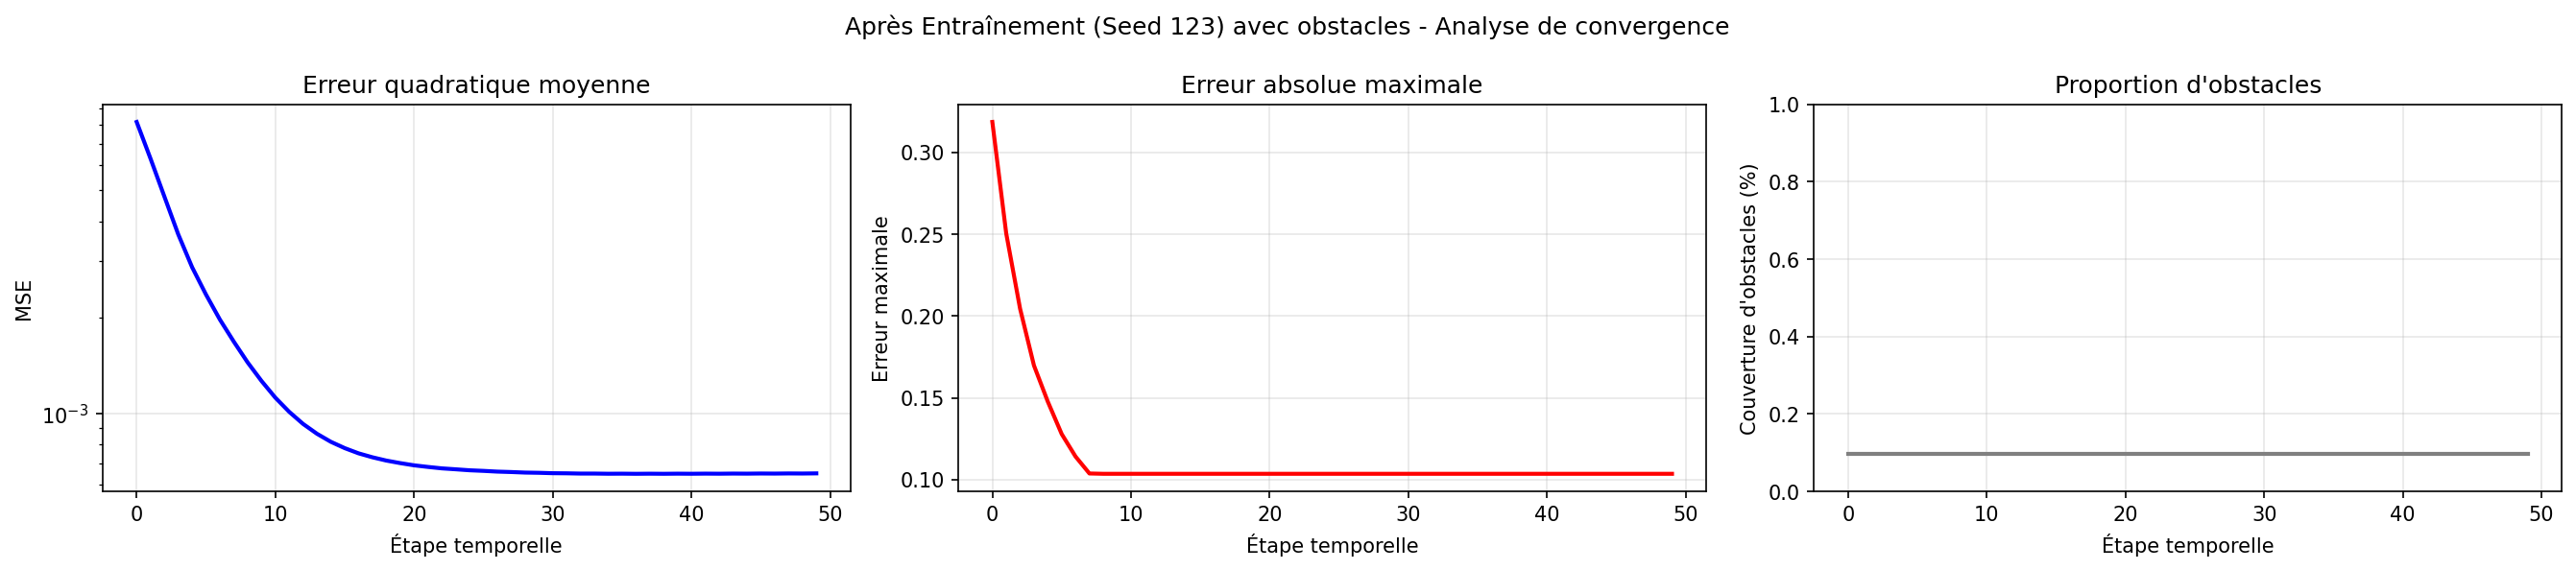 Après Entraînement (Seed 123) avec obstacles - Analyse de convergence
Erreur quadratique moyenne
MSE
10⁻³
0 10 20 30 40 50
Étape temporelle
Erreur absolue maximale
Erreur maximale
0.30
0.25
0.20
0.15
0.10
0 10 20 30 40 50
Étape temporelle
Proportion d'obstacles
Couverture d'obstacles (%)
1.0
0.8
0.6
0.4
0.2
0.0
0 10 20 30 40 50
Étape temporelle